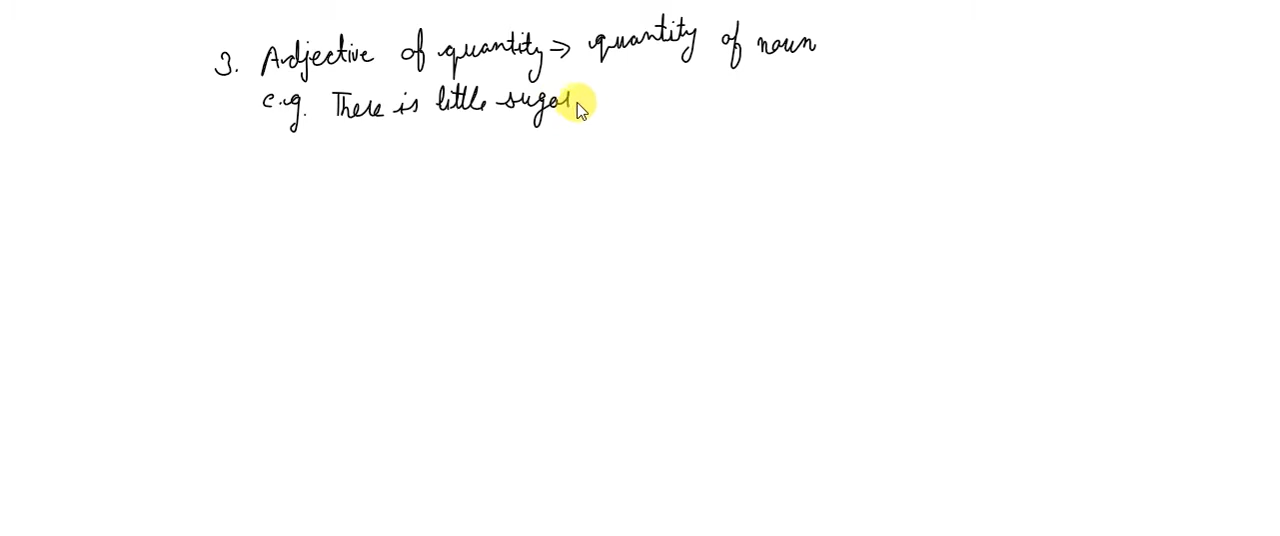 3. Adjective of quantity ⇒ quantity of noun
e.g. There is little sugar